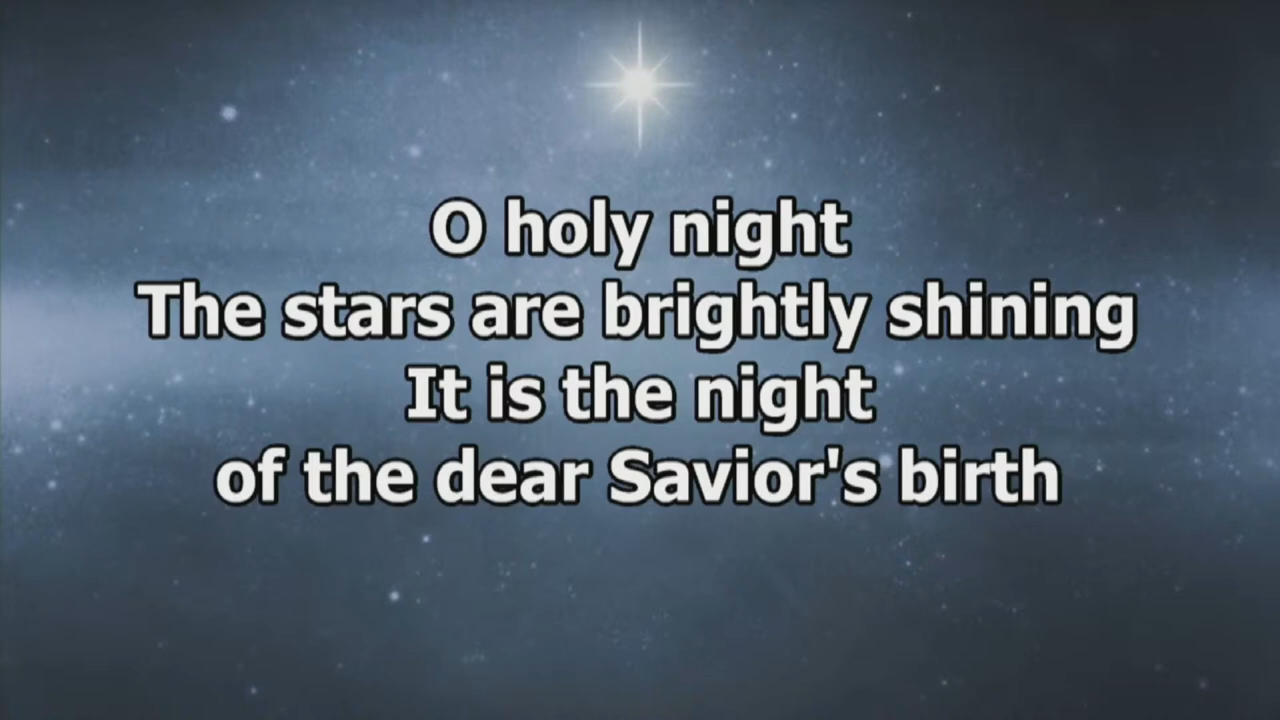 O holy night
The stars are brightly shining
It is the night
of the dear Savior's birth